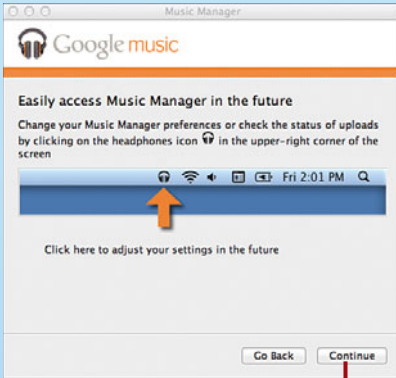 Music Manager
Google music
Easily access Music Manager in the future
Change your Music Manager preferences or check the status of uploads
by clicking on the headphones icon in the upper-right corner of the
screen
Fri 2:01 PM
Click here to adjust your settings in the future
Go Back Continue